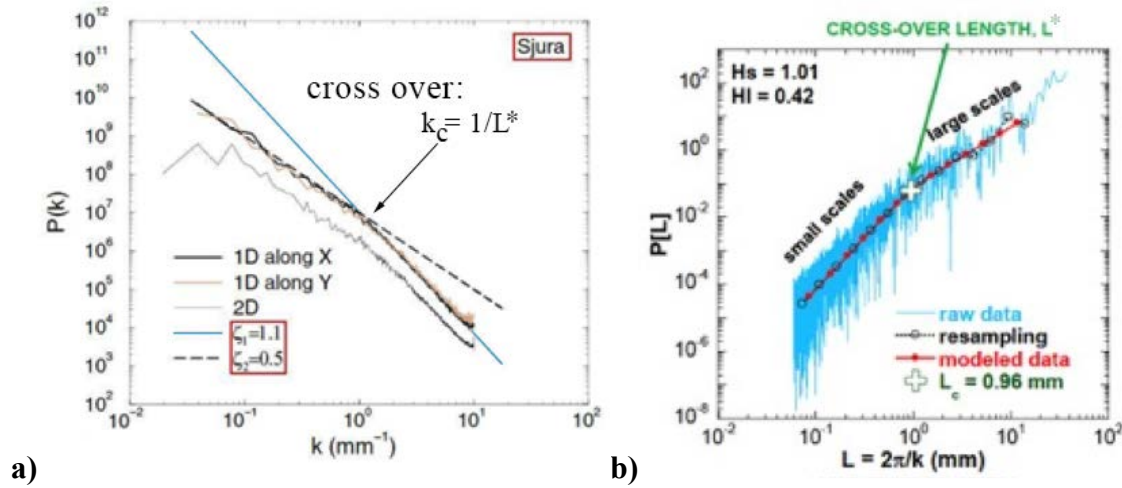 10^12
10^11
10^10
10^9
10^8
10^7
10^6
10^5
10^4
10^3
10^2
P(k)
Sjura
cross over:
k_c = 1/L*
1D along X
1D along Y
2D
ζ_1=1.1
ζ_2=0.5
10^-2 10^-1 10^0 10^1 10^2
k (mm^-1)
a)
CROSS-OVER LENGTH, L*
Hs = 1.01
Hl = 0.42
small scales
large scales
10^2
10^0
10^-2
10^-4
10^-6
10^-8
P[L]
raw data
resampling
modeled data
L_c = 0.96 mm
10^-2 10^-1 10^0 10^1 10^2
L = 2π/k (mm)
b)